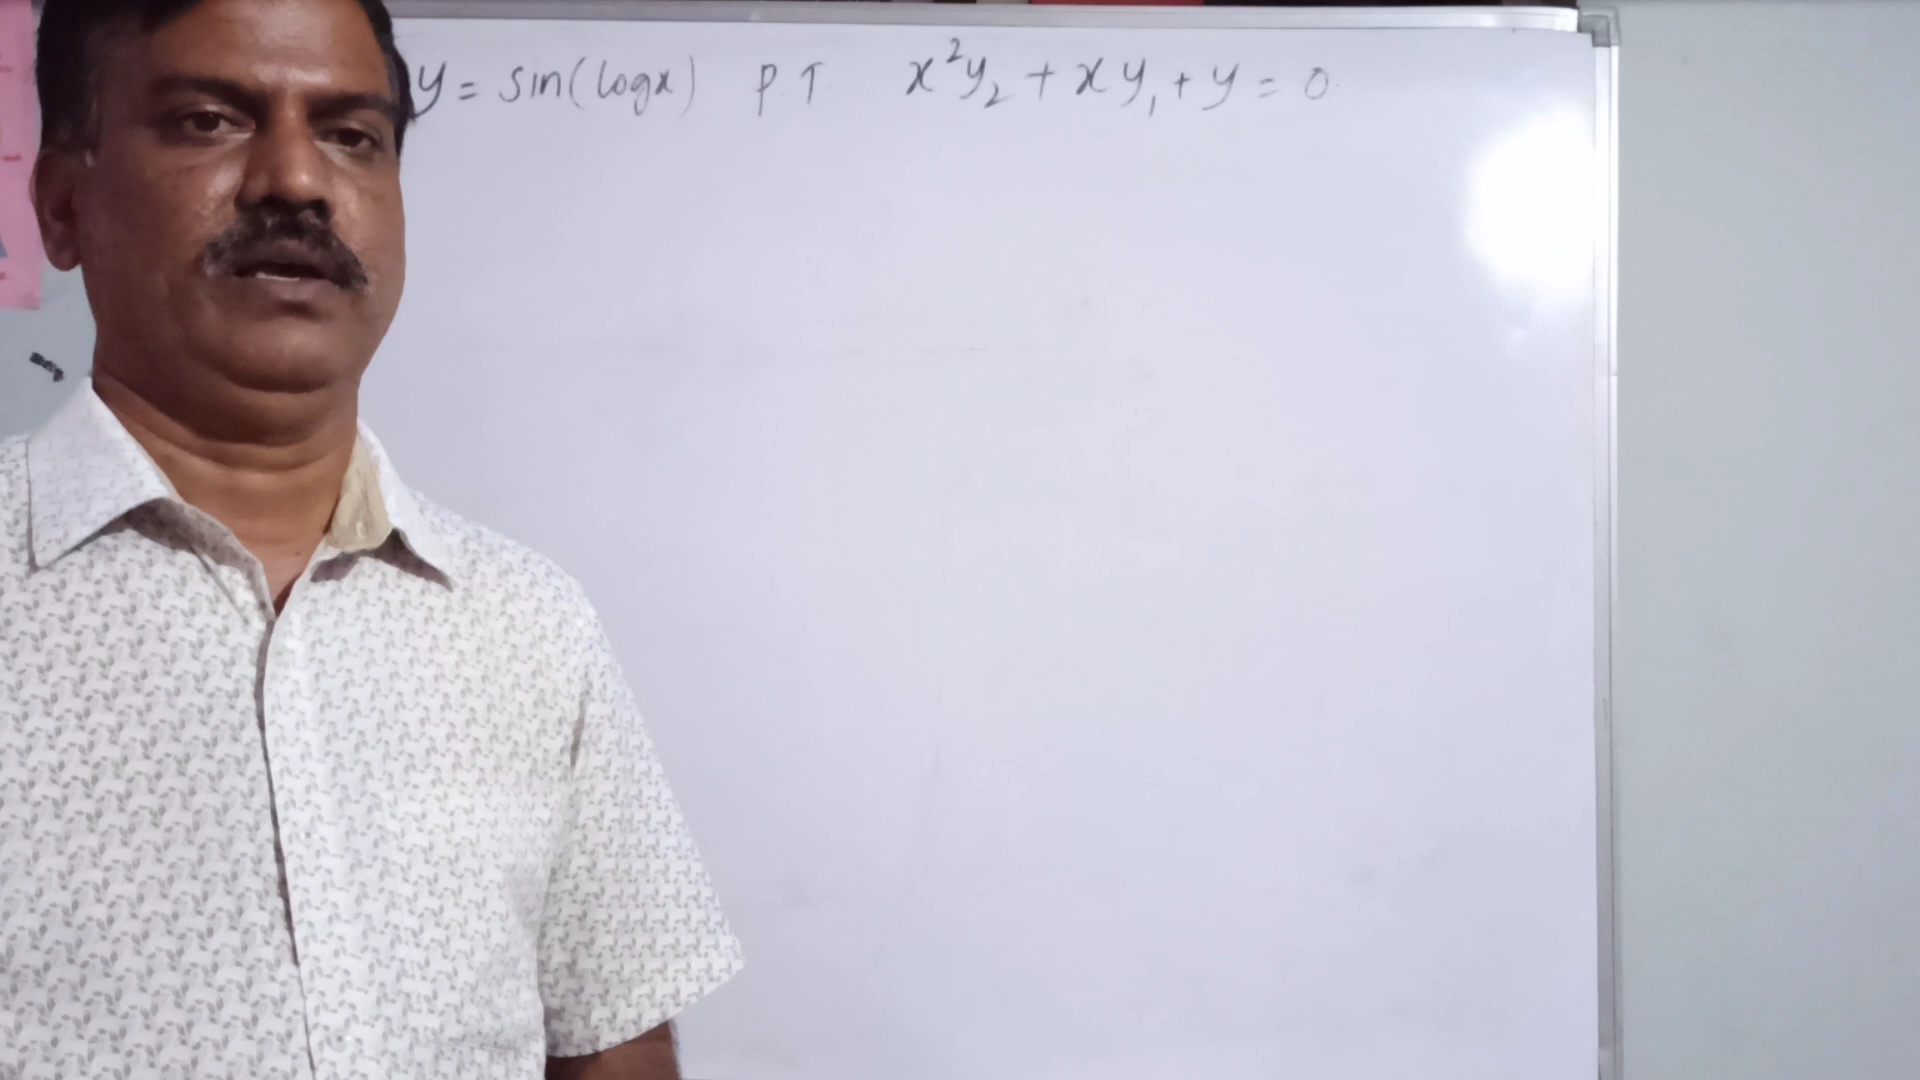 y = sin(logx) P.T. x²y₂ + xy₁ + y = 0.